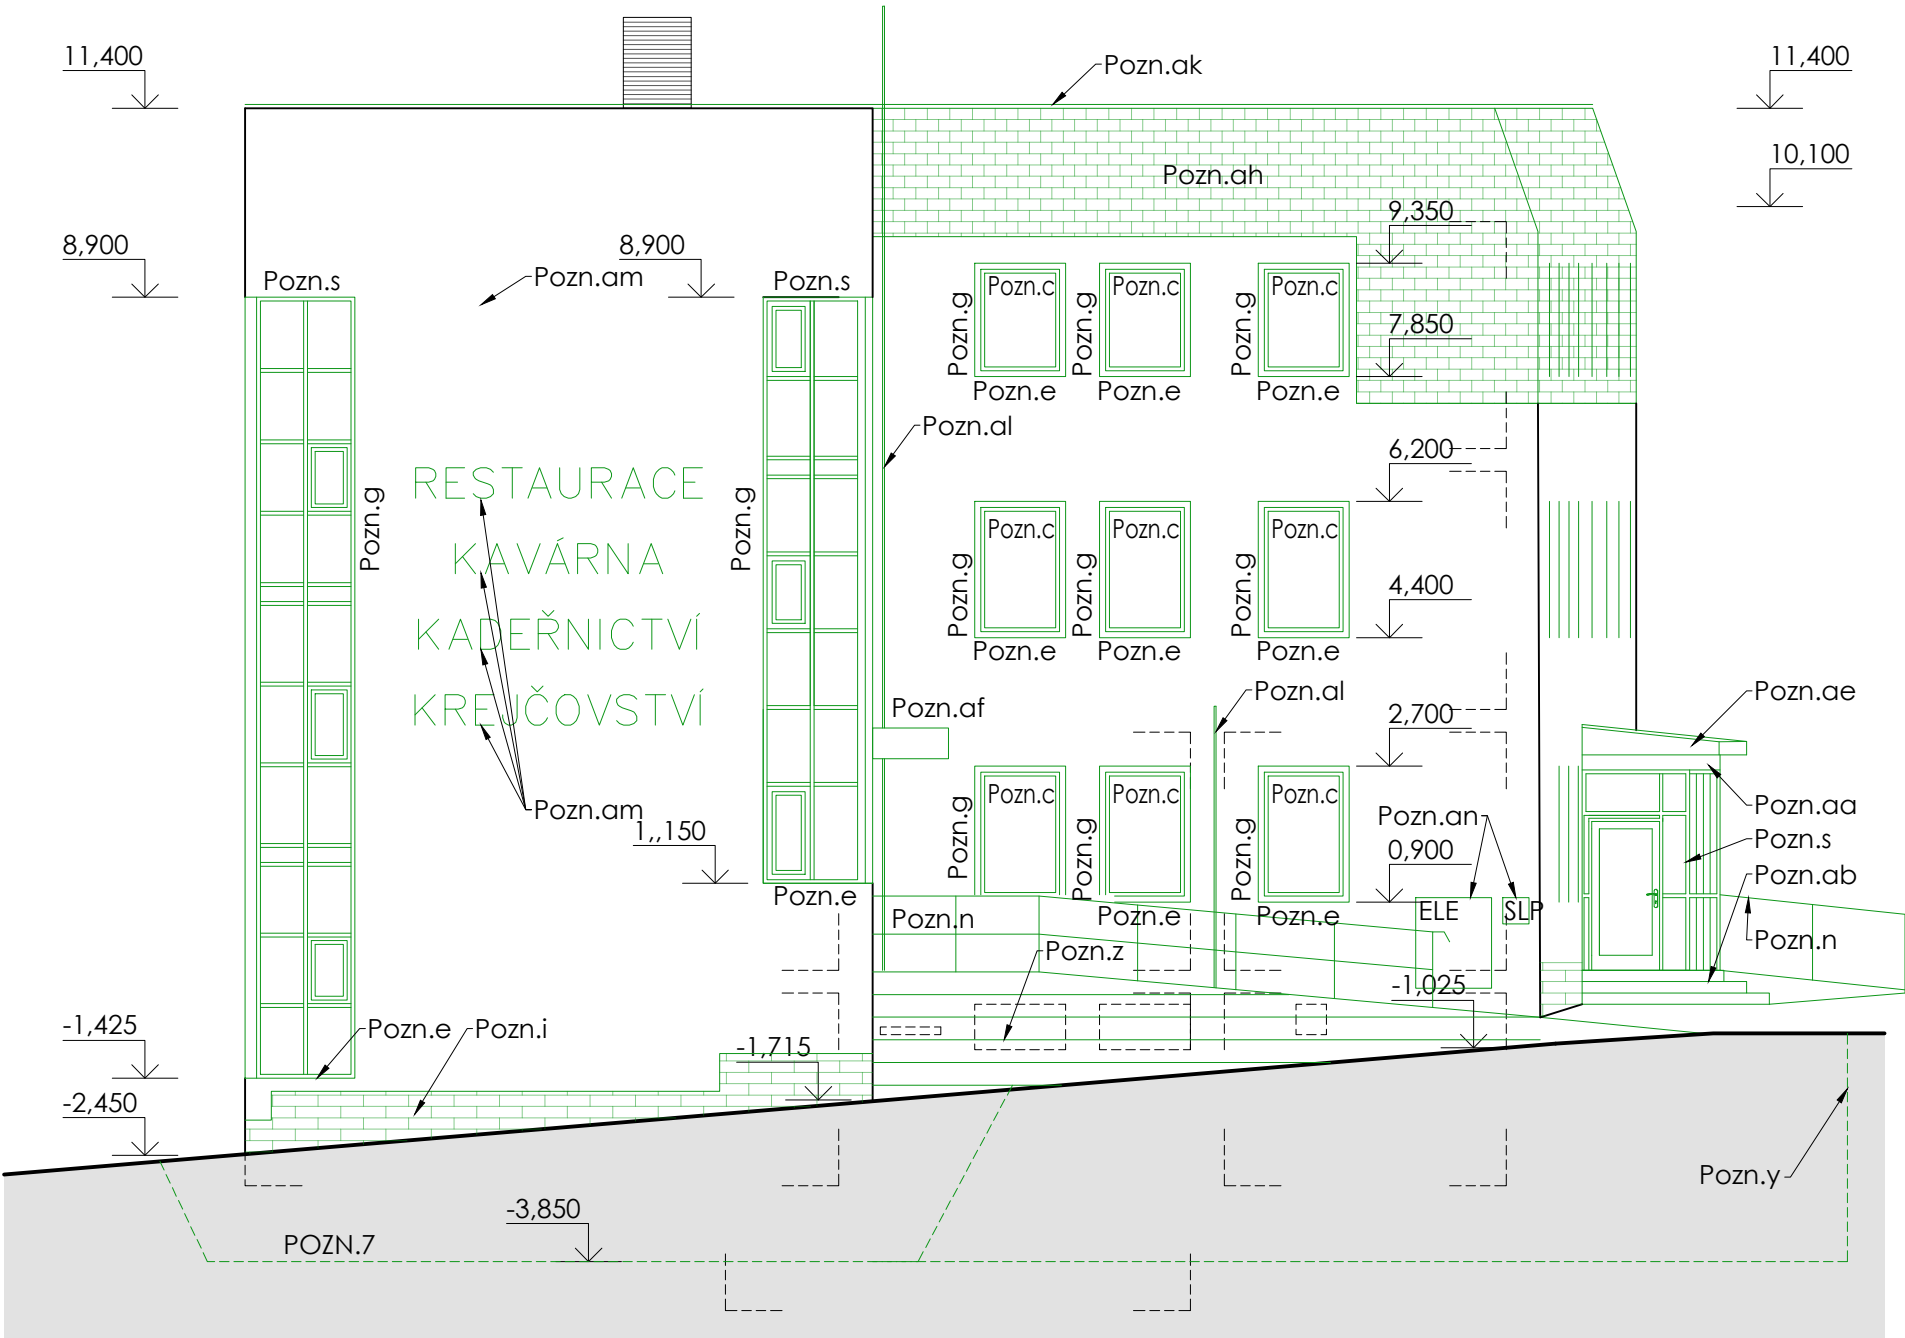 11,400
Pozn.ak
11,400
10,100
Pozn.ah
9,350
8,900
8,900
Pozn.s
Pozn.am
Pozn.s
Pozn.c
Pozn.c
Pozn.c
Pozn.g
Pozn.g
Pozn.g
7,850
Pozn.e
Pozn.e
Pozn.e
Pozn.al
6,200
RESTAURACE
Pozn.g
Pozn.g
Pozn.c
Pozn.c
Pozn.c
KAVÁRNA
Pozn.g
Pozn.g
Pozn.g
4,400
KADEŘNICTVÍ
Pozn.e
Pozn.e
Pozn.e
Pozn.al
Pozn.ae
KREJČOVSTVÍ
Pozn.af
2,700
Pozn.c
Pozn.c
Pozn.c
Pozn.am
Pozn.an
Pozn.aa
1,,150
Pozn.g
Pozn.g
Pozn.g
0,900
Pozn.s
Pozn.ab
Pozn.e
Pozn.n
Pozn.e
Pozn.e
ELE
SLP
Pozn.n
Pozn.z
-1,025
-1,425
Pozn.e
Pozn.i
-1,715
-2,450
Pozn.y
-3,850
POZN.7